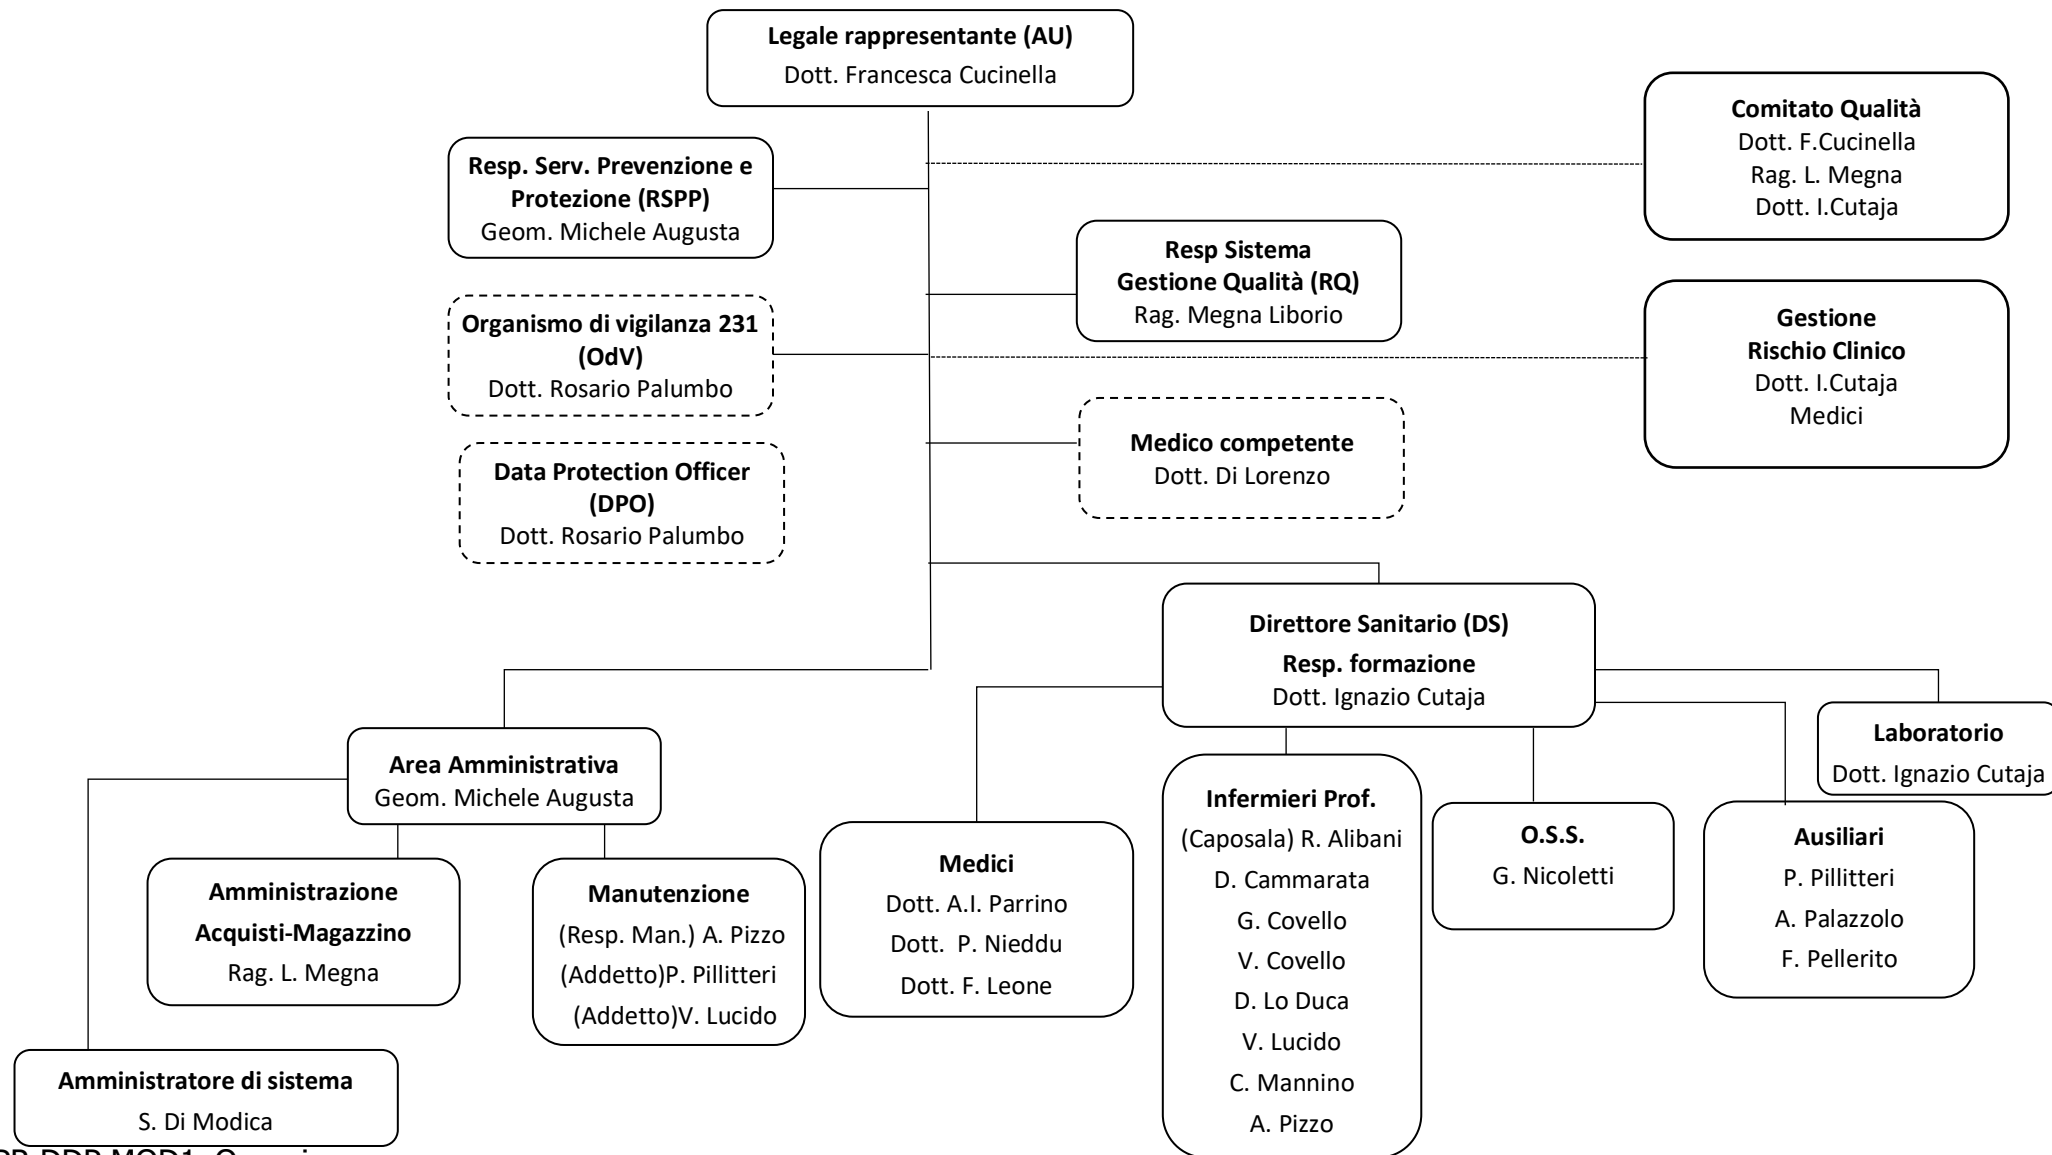 Legale rappresentante (AU)
Dott. Francesca Cucinella
Comitato Qualità
Dott. F.Cucinella
Rag. L. Megna
Dott. I.Cutaja
Resp. Serv. Prevenzione e
Protezione (RSPP)
Geom. Michele Augusta
Resp Sistema
Gestione Qualità (RQ)
Rag. Megna Liborio
Organismo di vigilanza 231
(OdV)
Dott. Rosario Palumbo
Gestione
Rischio Clinico
Dott. I.Cutaja
Medici
Medico competente
Dott. Di Lorenzo
Data Protection Officer
(DPO)
Dott. Rosario Palumbo
Direttore Sanitario (DS)
Resp. formazione
Dott. Ignazio Cutaja
Laboratorio
Dott. Ignazio Cutaja
Area Amministrativa
Geom. Michele Augusta
Amministrazione
Acquisti-Magazzino
Rag. L. Megna
Manutenzione
(Resp. Man.) A. Pizzo
(Addetto)P. Pillitteri
(Addetto)V. Lucido
Medici
Dott. A.I. Parrino
Dott.  P. Nieddu
Dott. F. Leone
Infermieri Prof.
(Caposala) R. Alibani
D. Cammarata
G. Covello
V. Covello
D. Lo Duca
V. Lucido
C. Mannino
A. Pizzo
O.S.S.
G. Nicoletti
Ausiliari
P. Pillitteri
A. Palazzolo
F. Pellerito
Amministratore di sistema
S. Di Modica